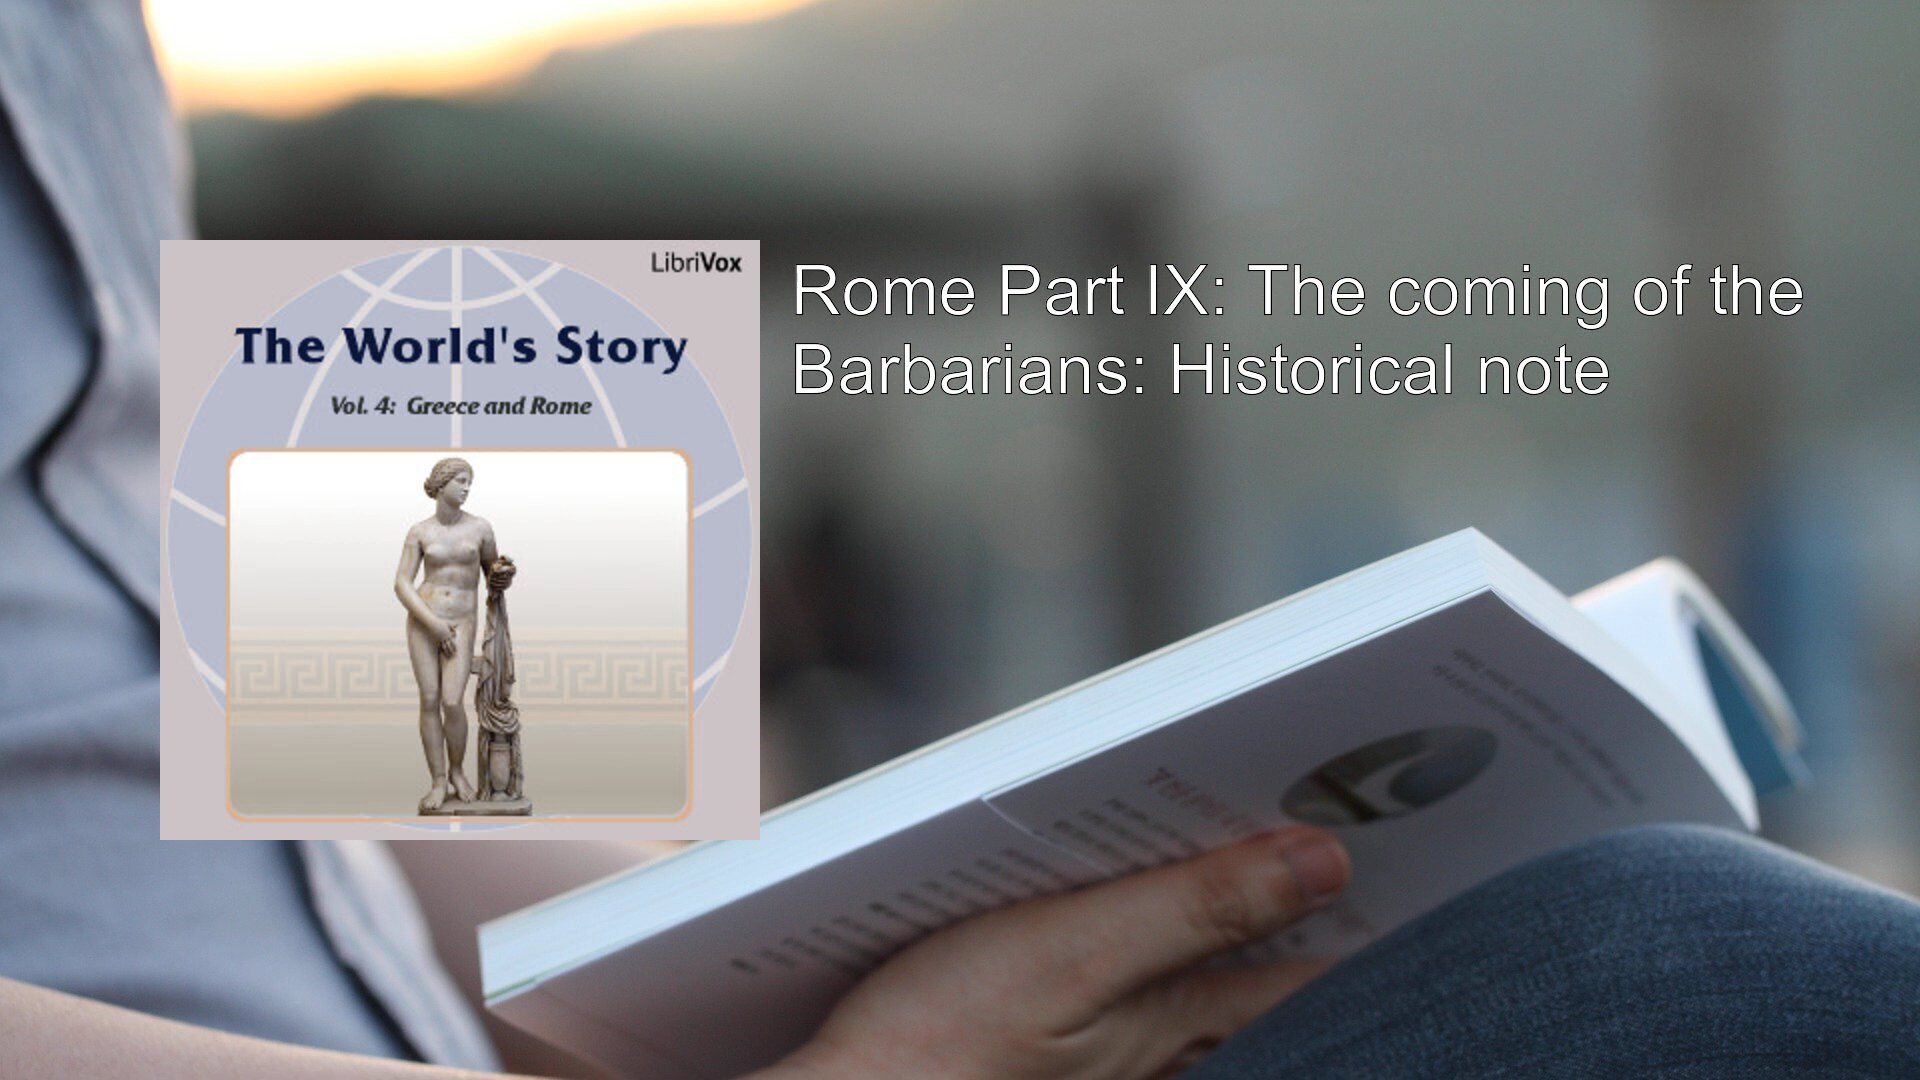 LibriVox
The World's Story
Vol. 4: Greece and Rome
Rome Part IX: The coming of the
Barbarians: Historical note